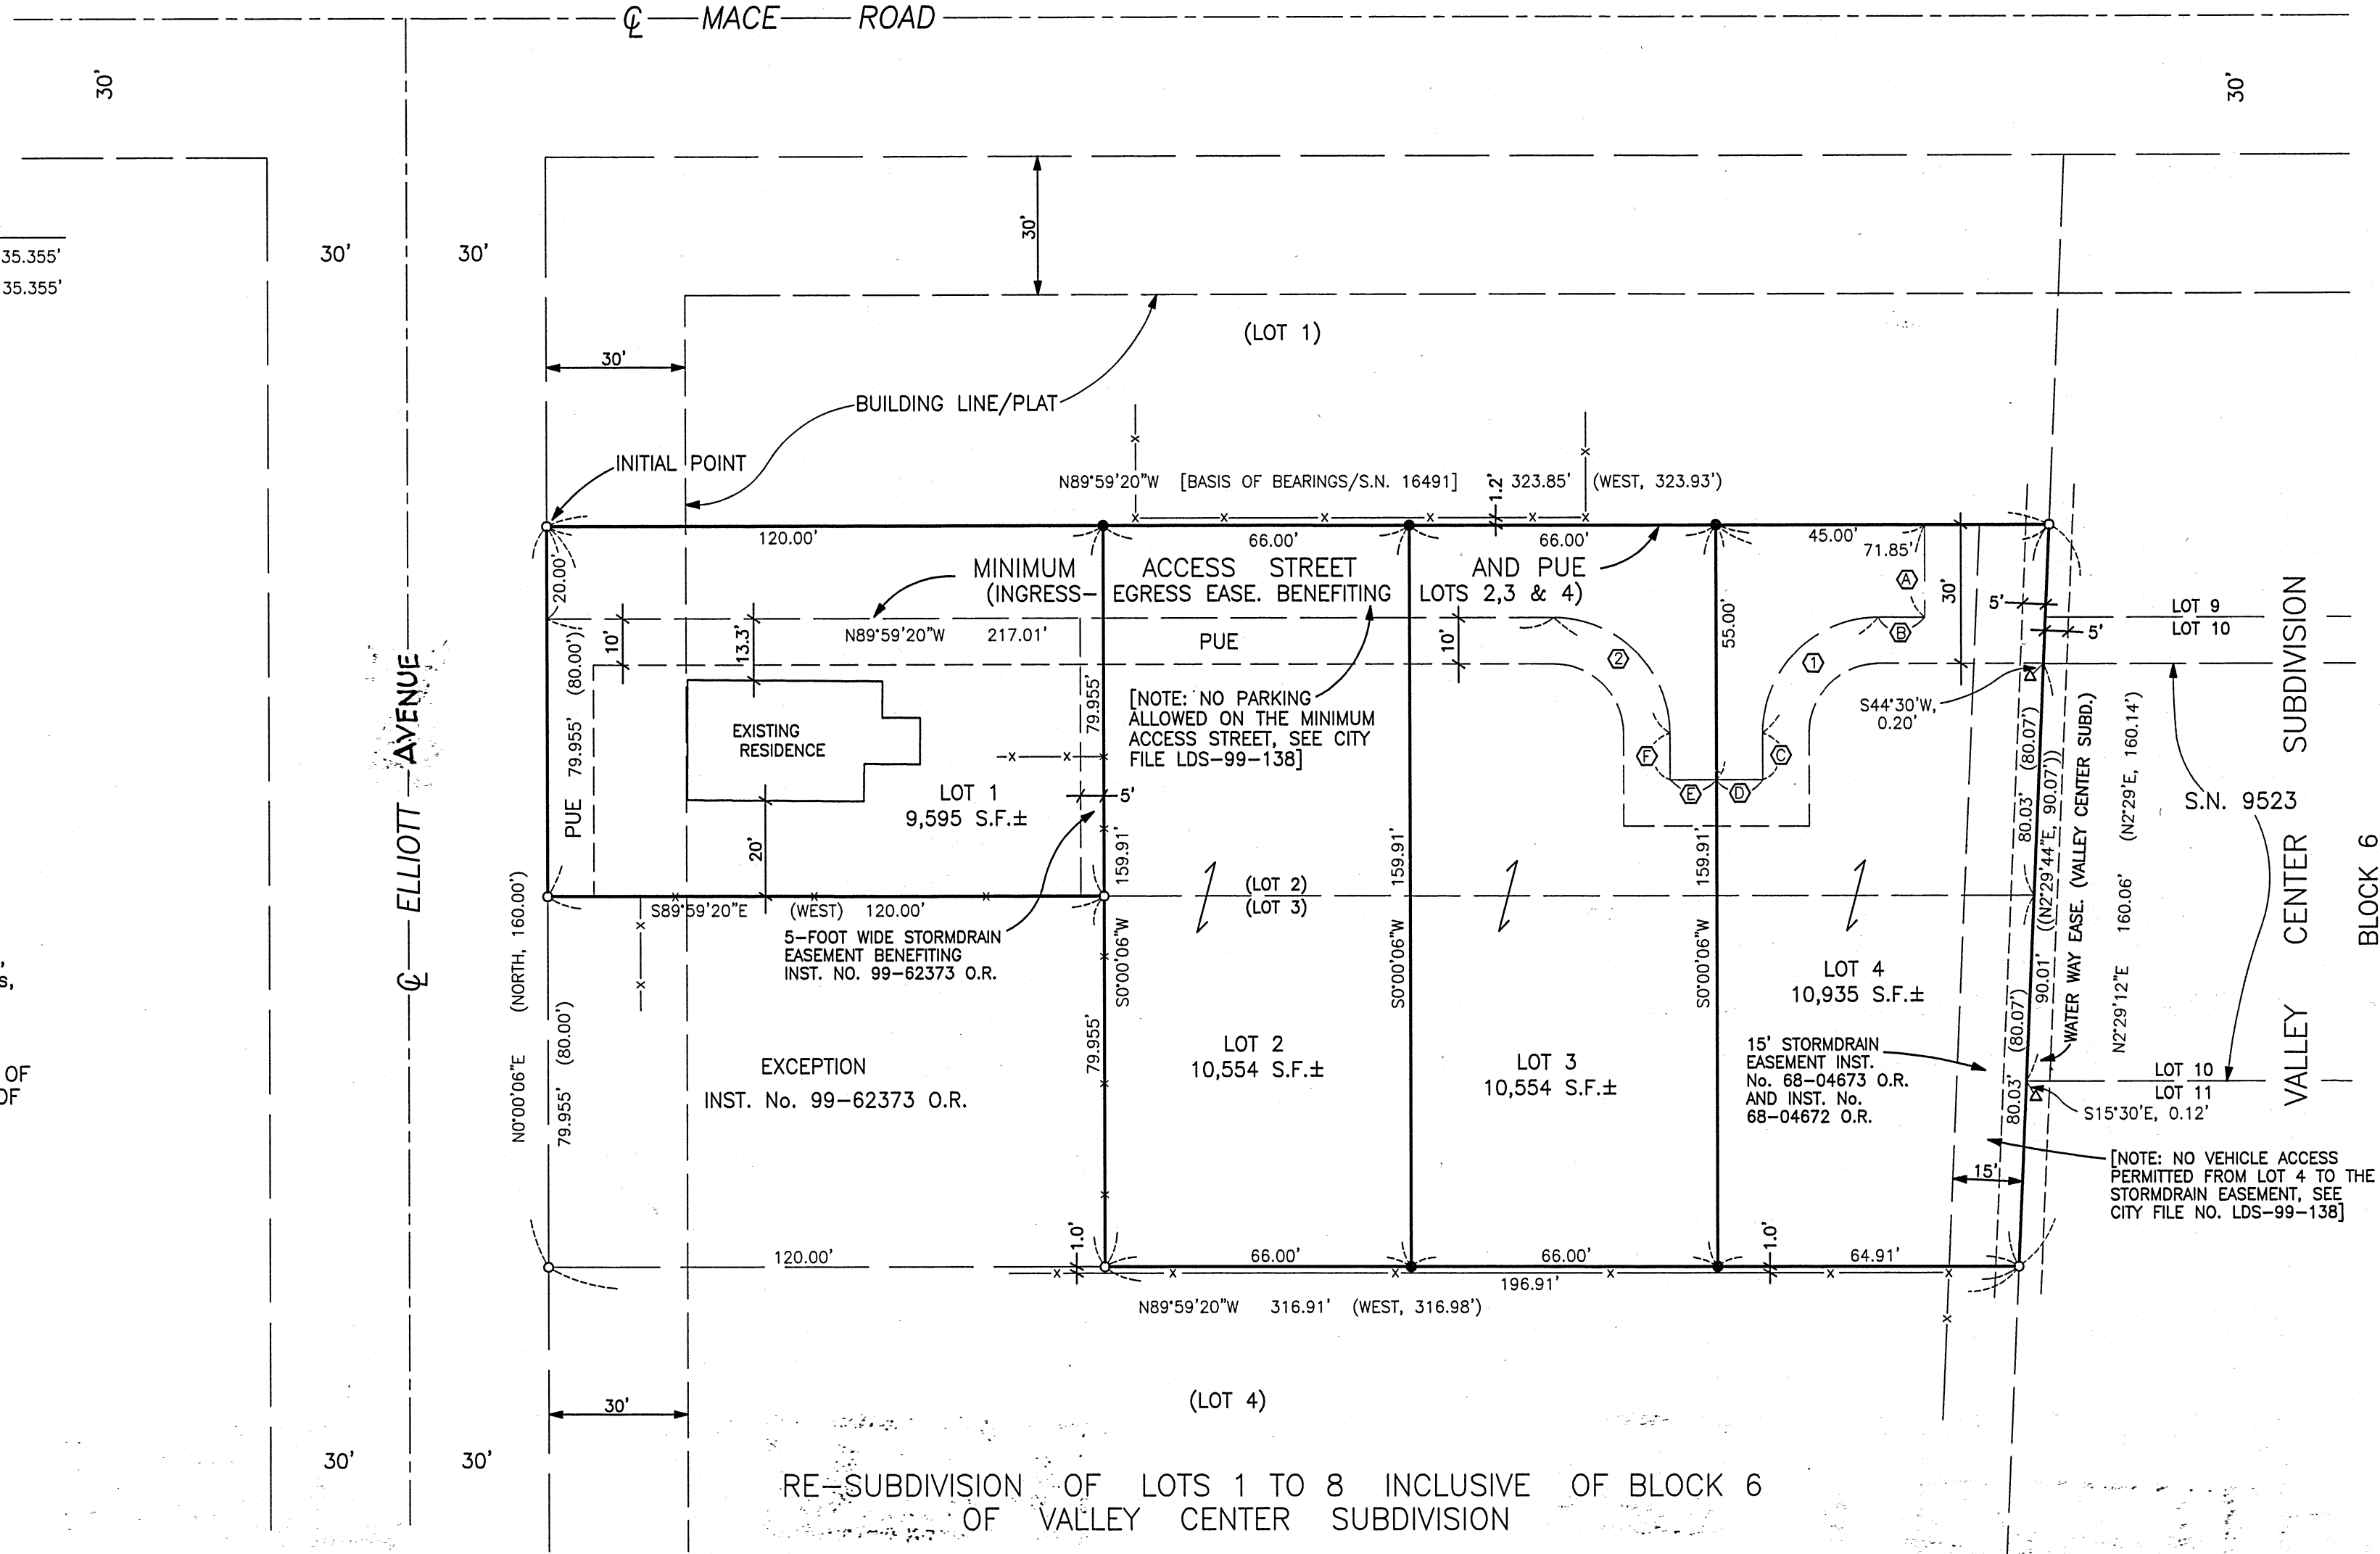 ℄ MACE ROAD
30'
30'
35.355'
35.355'
30'
30'
30'
(LOT 1)
30'
BUILDING LINE/PLAT
INITIAL POINT
N89°59'20"W [BASIS OF BEARINGS/S.N. 16491] 1.2' 323.85' (WEST, 323.93')
120.00'
66.00'
66.00'
45.00'
71.85'
20.00'
MINIMUM ACCESS STREET AND PUE
(INGRESS- EGRESS EASE. BENEFITING LOTS 2,3 & 4)
A
30'
5'
LOT 9
LOT 10
5'
N89°59'20"W 217.01'
PUE
B
10'
13.3'
10'
2
1
55.00'
79.955' (80.00')
PUE
79.955'
EXISTING
RESIDENCE
[NOTE: NO PARKING
ALLOWED ON THE MINIMUM
ACCESS STREET, SEE CITY
FILE LDS-99-138]
F
C
E
D
S44°30'W,
0.20'
LOT 1
9,595 S.F.±
5'
20'
159.91'
159.91'
159.91'
(80.07')
80.03'
(N2°29'44"E, 90.07')
90.01'
WATER WAY EASE. (VALLEY CENTER SUBD.)
N2°29'12"E 160.06' (N2°29'E, 160.14')
S.N. 9523
VALLEY CENTER SUBDIVISION
BLOCK 6
℄ ELLIOTT AVENUE
(LOT 2)
(LOT 3)
S89°59'20"E (WEST) 120.00'
5-FOOT WIDE STORMDRAIN
EASEMENT BENEFITING
INST. NO. 99-62373 O.R.
S0°00'06"W
S0°00'06"W
S0°00'06"W
N0°00'06"E (NORTH, 160.00')
79.955' (80.00')
79.955'
LOT 4
10,935 S.F.±
LOT 2
10,554 S.F.±
LOT 3
10,554 S.F.±
EXCEPTION
INST. No. 99-62373 O.R.
15' STORMDRAIN
EASEMENT INST.
No. 68-04673 O.R.
AND INST. No.
68-04672 O.R.
80.03' (80.07')
LOT 10
LOT 11
S15°30'E, 0.12'
OF
OF
[NOTE: NO VEHICLE ACCESS
PERMITTED FROM LOT 4 TO THE
STORMDRAIN EASEMENT, SEE
CITY FILE NO. LDS-99-138]
15'
120.00'
1.0'
66.00'
66.00'
1.0'
64.91'
196.91'
N89°59'20"W 316.91' (WEST, 316.98')
(LOT 4)
30'
30'
30'
RE-SUBDIVISION OF LOTS 1 TO 8 INCLUSIVE OF BLOCK 6
OF VALLEY CENTER SUBDIVISION